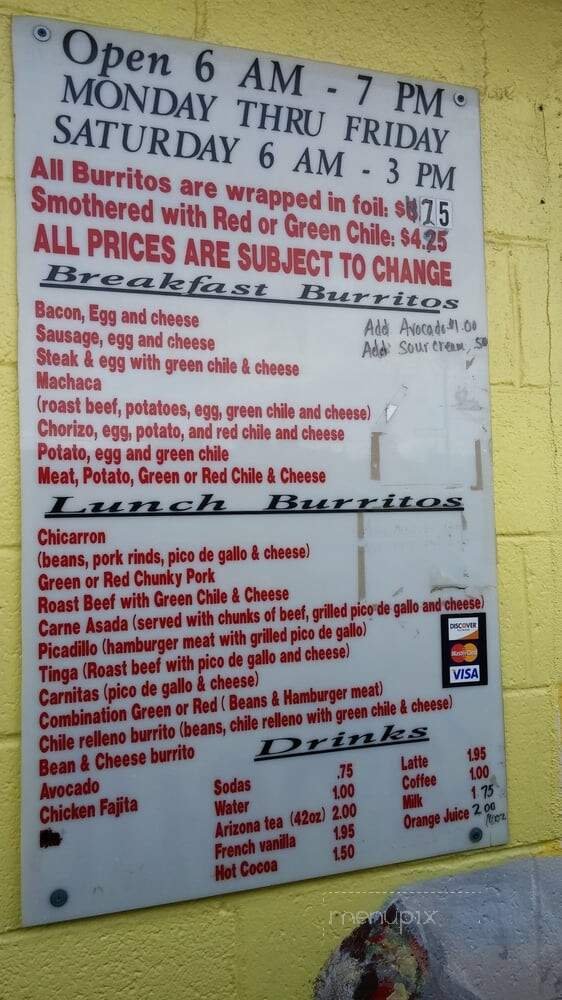 Open 6 AM - 7 PM
MONDAY THRU FRIDAY
SATURDAY 6 AM - 3 PM
All Burritos are wrapped in foil: $ 75
Smothered with Red or Green Chile: $4.25
ALL PRICES ARE SUBJECT TO CHANGE
Breakfast Burritos
Bacon, Egg and cheese
Sausage, egg and cheese
Steak & egg with green chile & cheese
Machaca
(roast beef, potatoes, egg, green chile and cheese)
Chorizo, egg, potato, and red chile and cheese
Potato, egg and green chile
Meat, Potato, Green or Red Chile & Cheese
Add Avocado $1.00
Add Sour cream .50
Lunch Burritos
Chicarron
(beans, pork rinds, pico de gallo & cheese)
Green or Red Chunky Pork
Roast Beef with Green Chile & Cheese
Carne Asada (served with chunks of beef, grilled pico de gallo and cheese)
Picadillo (hamburger meat with grilled pico de gallo)
Tinga (Roast beef with pico de gallo and cheese)
Carnitas (pico de gallo & cheese)
Combination Green or Red ( Beans & Hamburger meat)
Chile relleno burrito (beans, chile relleno with green chile & cheese)
Bean & Cheese burrito
Avocado
Chicken Fajita
DISCOVER
MasterCard
VISA
Drinks
Sodas .75
Water 1.00
Arizona tea (42oz) 2.00
French vanilla 1.95
Hot Cocoa 1.50
Latte 1.95
Coffee 1.00
Milk 1 75
Orange Juice 2 00
menupix